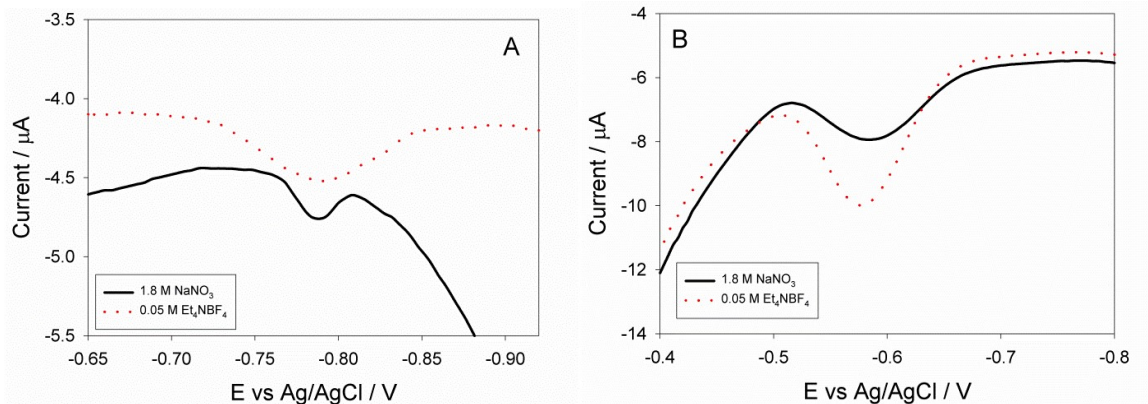 A
-3.5
-4.0
-4.5
-5.0
-5.5
Current / μA
1.8 M NaNO₃
0.05 M Et₄NBF₄
-0.65 -0.70 -0.75 -0.80 -0.85 -0.90
E vs Ag/AgCl / V
B
-4
-6
-8
-10
-12
-14
Current / μA
1.8 M NaNO₃
0.05 M Et₄NBF₄
-0.4 -0.5 -0.6 -0.7 -0.8
E vs Ag/AgCl / V